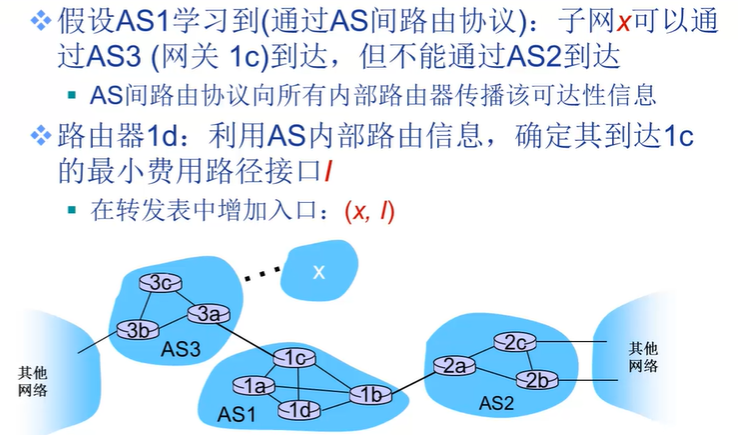 假设AS1学习到(通过AS间路由协议)：子网x可以通
过AS3 (网关 1c)到达，但不能通过AS2到达
AS间路由协议向所有内部路由器传播该可达性信息
路由器1d：利用AS内部路由信息，确定其到达1c
的最小费用路径接口I
在转发表中增加入口：(x, I)
x
3c
3a
3b
AS3
其他
网络
1c
1a
1d
1b
AS1
2c
2a
2b
AS2
其他
网络